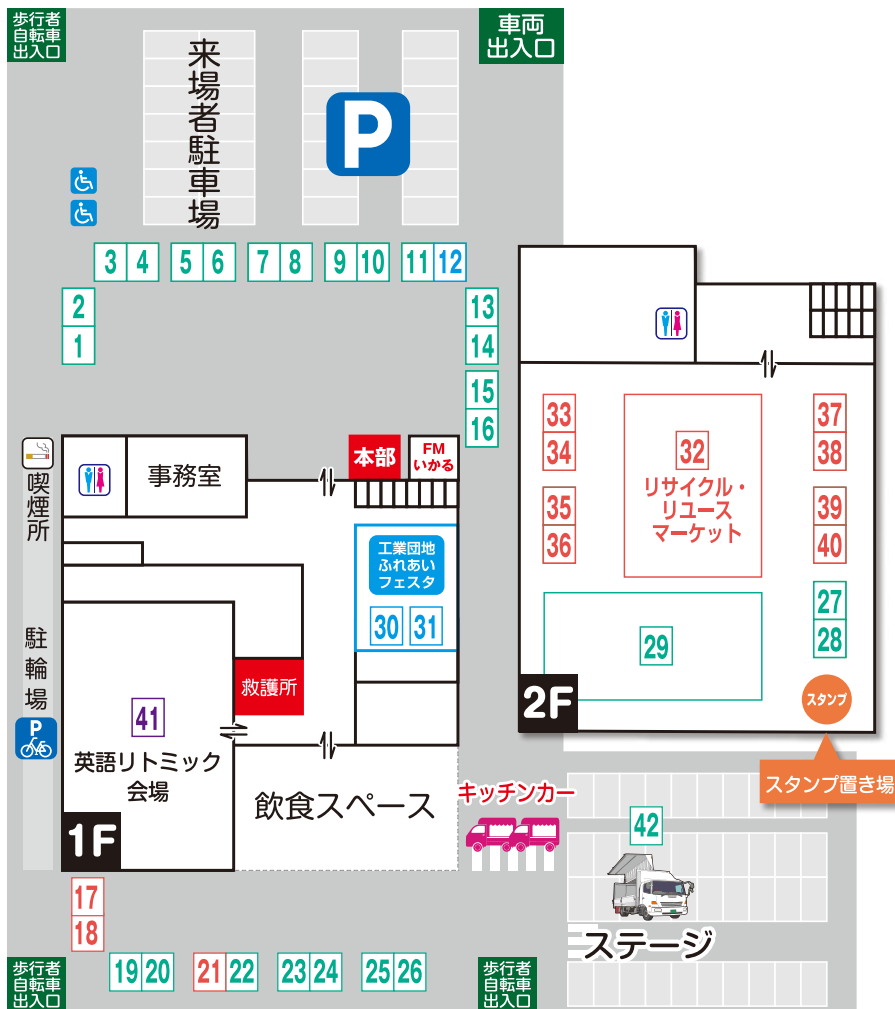 歩行者
自転車
出入口
車両
出入口
来場者駐車場
P
3 4 5 6 7 8 9 10 11 12
2
1
13
14
15
16
33
34
35
36
32
リサイクル・
リユース
マーケット
37
38
39
40
27
28
29
2F
スタンプ
スタンプ置き場
喫煙所
駐輪場
P
事務室
本部
FM
いかる
工業団地
ふれあい
フェスタ
30 31
救護所
41
英語リトミック
会場
1F
飲食スペース
キッチンカー
42
ステージ
17
18
19 20 21 22 23 24 25 26
歩行者
自転車
出入口
歩行者
自転車
出入口